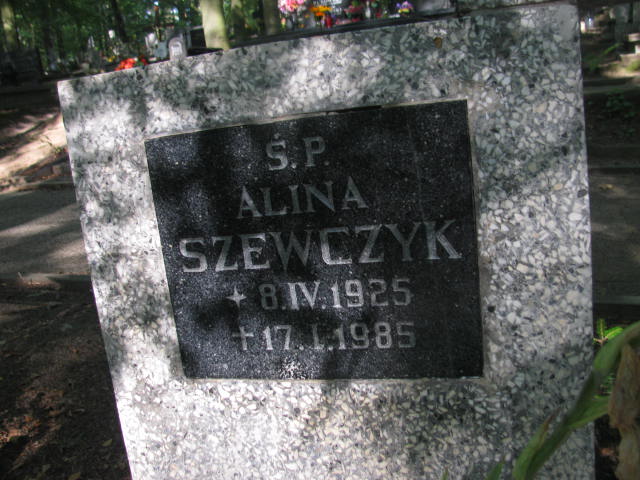 Ś.P.
ALINA
SZEWCZYK
* 8.IV.1925
+ 17.I.1985